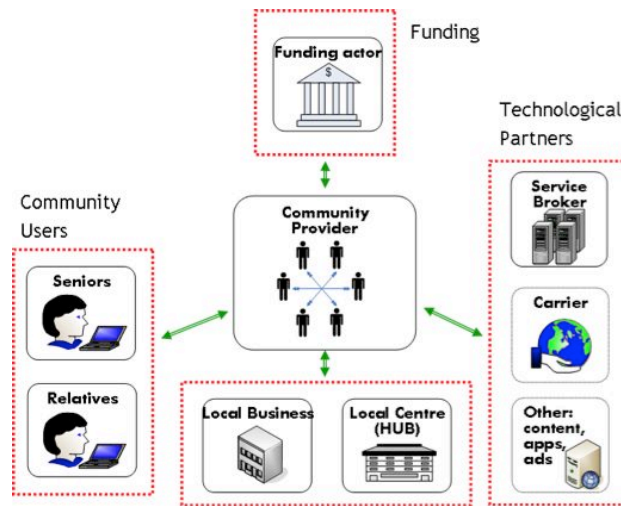 Funding
Funding actor
$
Technological
Partners
Community
Users
Community
Provider
Service
Broker
Seniors
Carrier
Relatives
Local Business
Local Centre
(HUB)
Other:
content,
apps,
ads